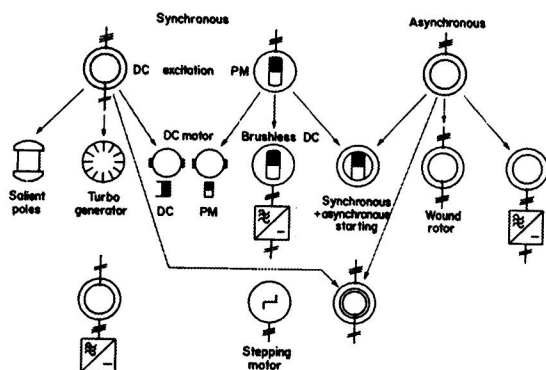 Synchronous
Asynchronous
DC excitation PM
DC motor
Brushless DC
Salient
poles
Turbo
generator
DC
PM
Synchronous
+asynchronous
starting
Wound
rotor
Stepping
motor